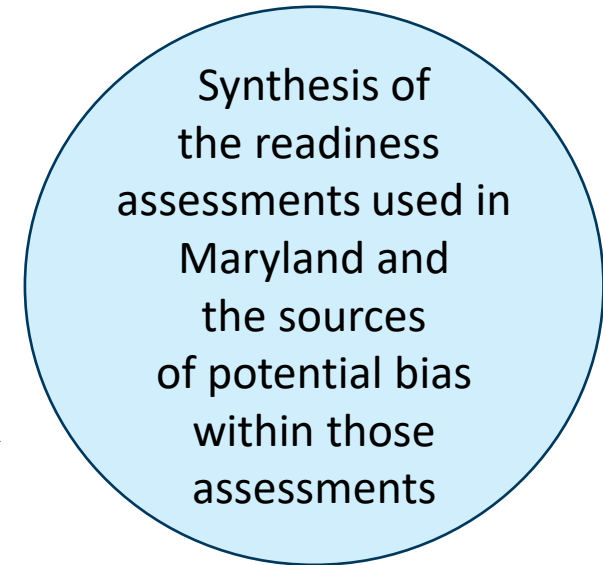 Synthesis of
the readiness
assessments used in
Maryland and
the sources
of potential bias
within those
assessments